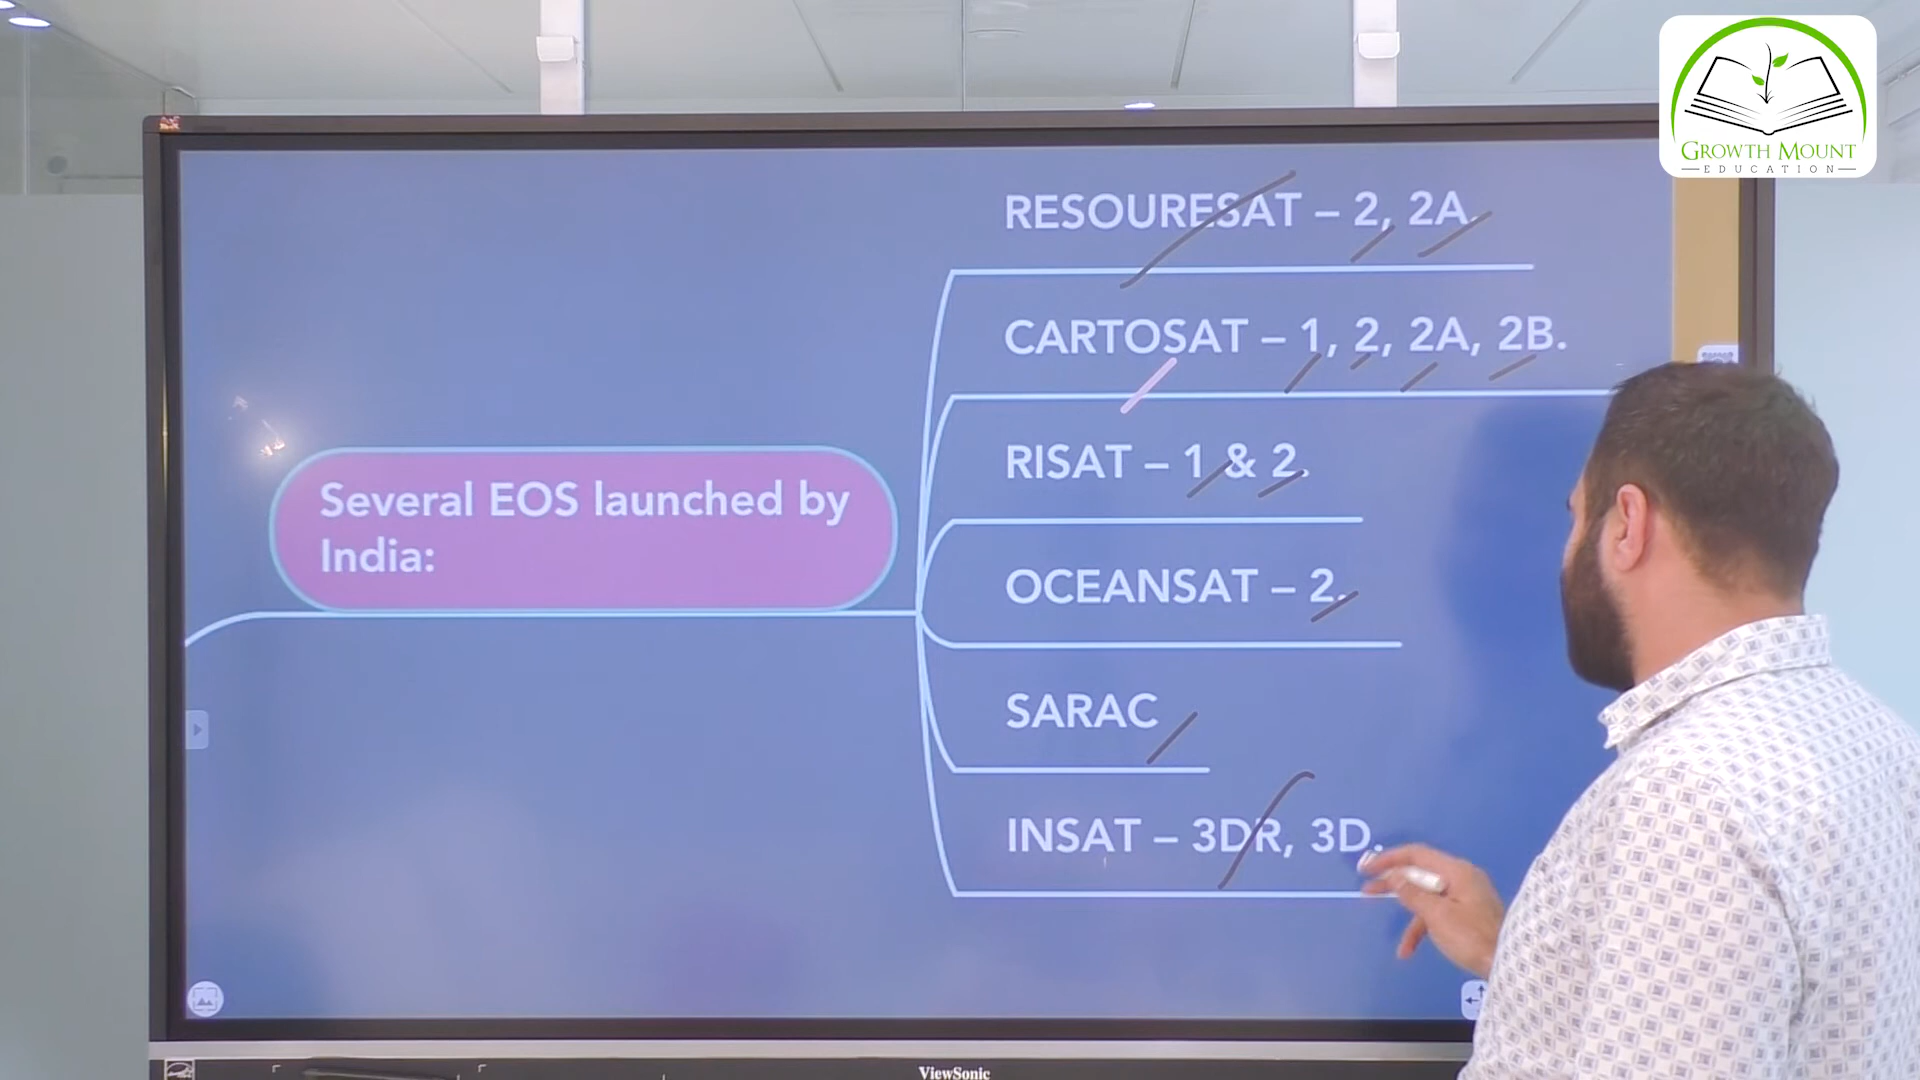 GROWTH MOUNT
EDUCATION
RESOURESAT – 2, 2A.
CARTOSAT – 1, 2, 2A, 2B.
RISAT – 1 & 2.
Several EOS launched by
India:
OCEANSAT – 2.
SARAC
INSAT – 3DR, 3D.
ViewSonic